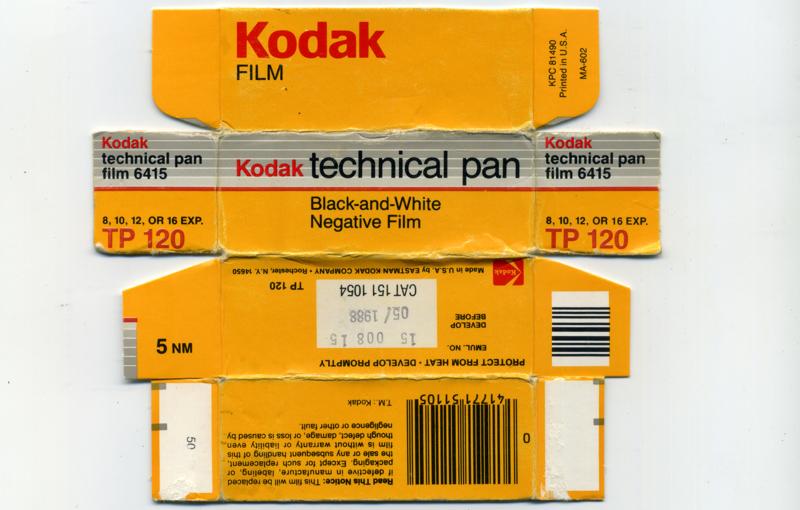 Kodak
FILM
KPC 81490
Printed in U.S.A.
MA-602
Kodak
technical pan
film 6415
8, 10, 12, OR 16 EXP.
TP 120
Kodak technical pan
Black-and-White
Negative Film
Kodak
technical pan
film 6415
8, 10, 12, OR 16 EXP.
TP 120
5 NM
PROTECT FROM HEAT • DEVELOP PROMPTLY
EMUL. NO.
15 008 15
DEVELOP
BEFORE
05/ 1988
CAT 151 1054
TP 120
Kodak
Made in U.S.A. by EASTMAN KODAK COMPANY • Rochester, N.Y. 14650
50
Read This Notice: This film will be replaced
if defective in manufacture, labeling, or
packaging. Except for such replacement,
the sale or any subsequent handling of this
film is without warranty or liability even
though defect, damage, or loss is caused by
negligence or other fault.
T.M.: Kodak
0
41771 51105